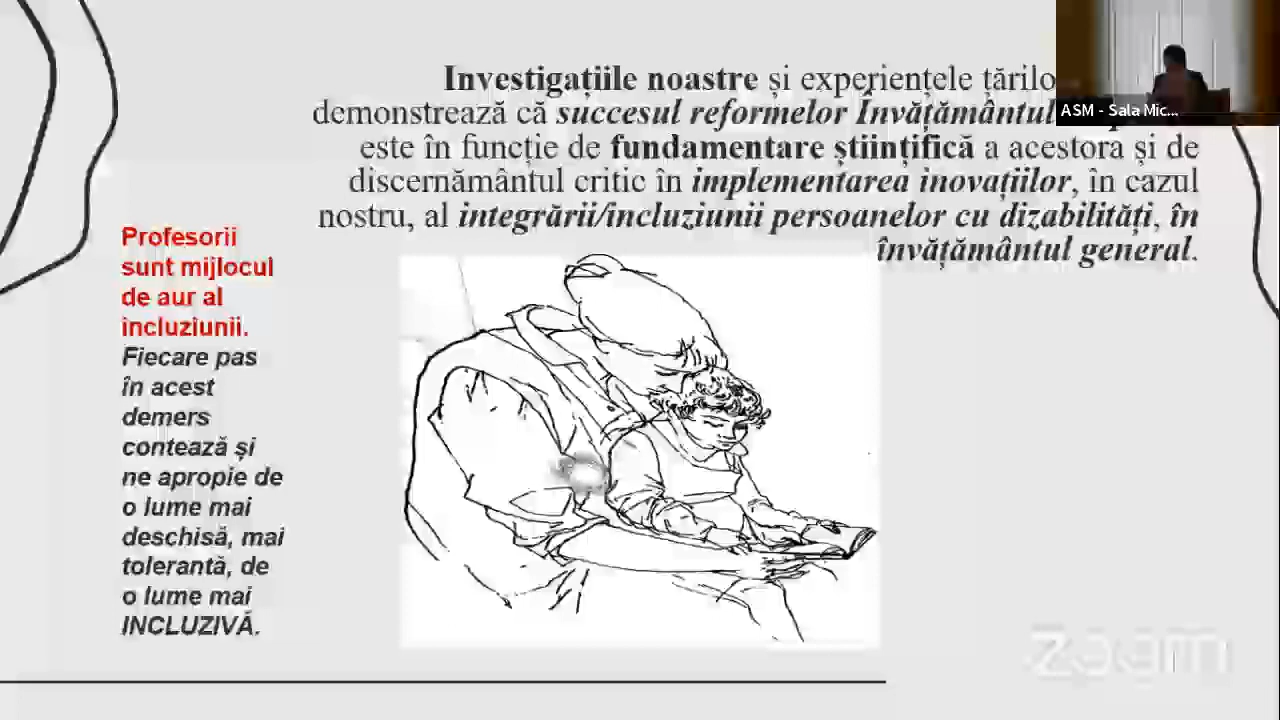 Investigațiile noastre și experiențele
demonstrează că succesul reformelor
este în funcție de fundamentare științifică a acestora și de
discernământul critic în implementarea inovațiilor, în cazul
nostru, al integrării/incluziunii persoanelor cu dizabilități, în
învățământul general.
ASM - Sala Mic...
Profesorii
sunt mijlocul
de aur al
incluziunii.
Fiecare pas
în acest
demers
contează și
ne apropie de
o lume mai
deschisă, mai
tolerantă, de
o lume mai
INCLUZIVĂ.
zoom